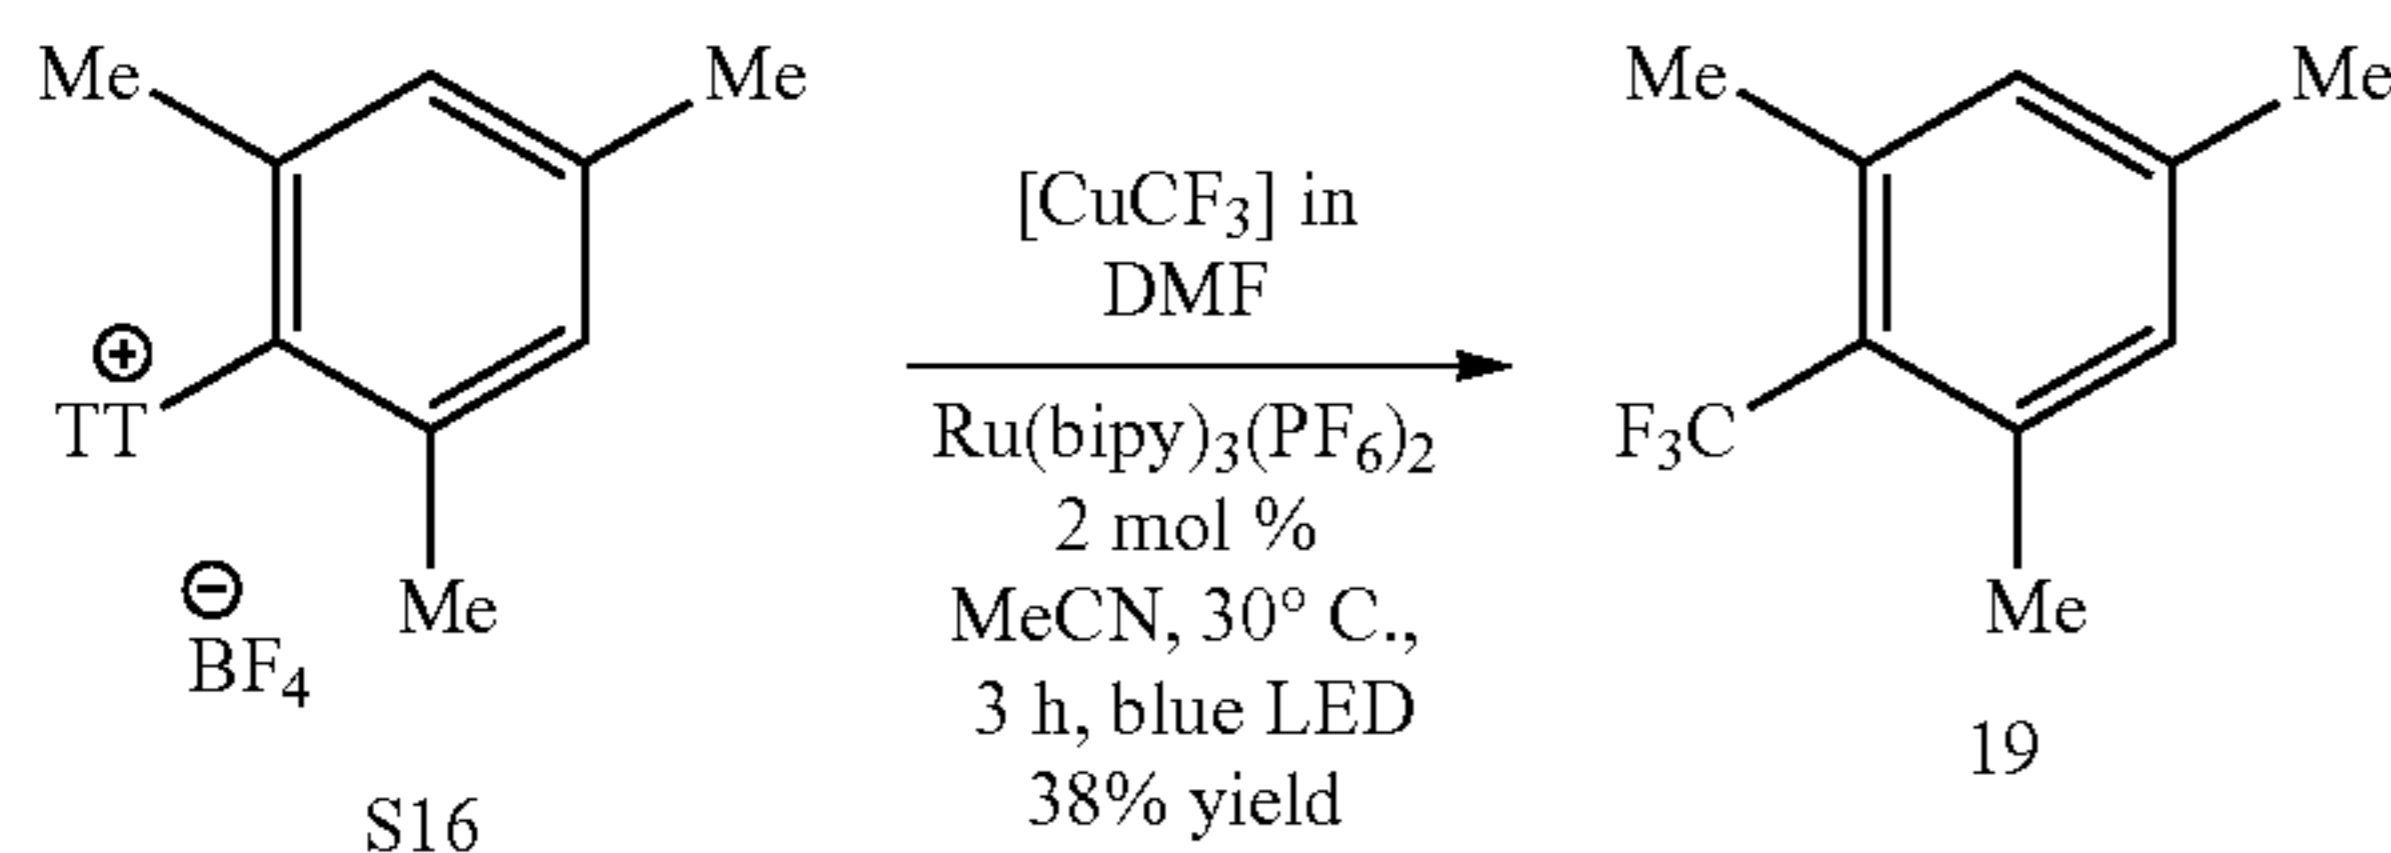 Me
Me
⊕
TT
⊖
BF4
Me
S16
[CuCF3] in
DMF
Ru(bipy)3(PF6)2
2 mol %
MeCN, 30° C.,
3 h, blue LED
38% yield
Me
Me
F3C
Me
19